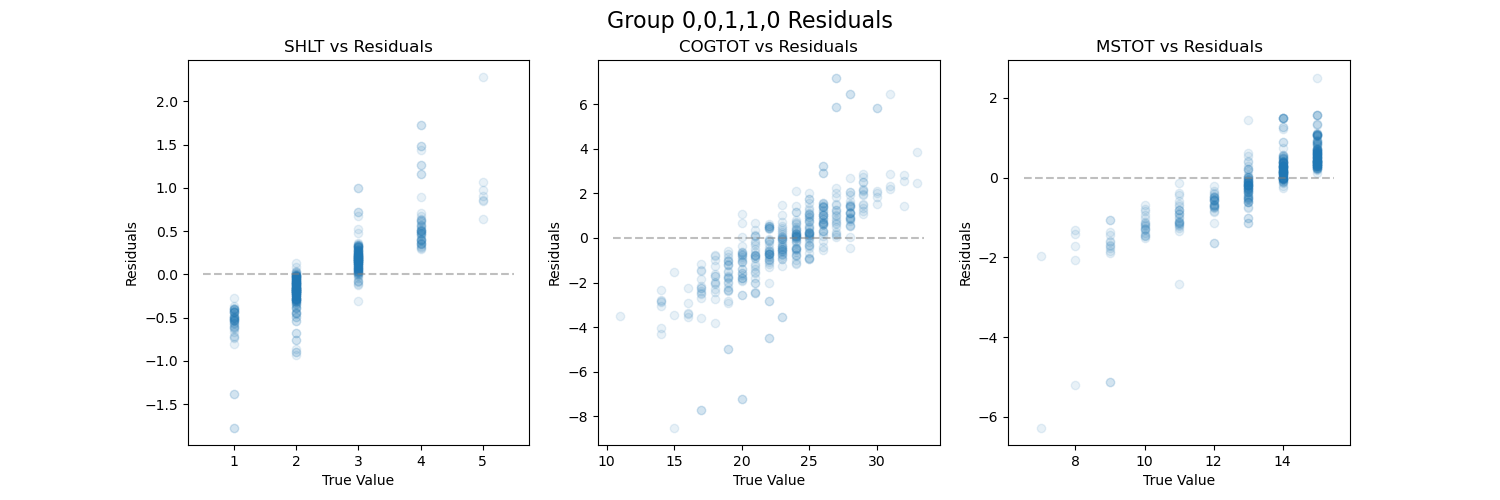 Group 0,0,1,1,0 Residuals
SHLT vs Residuals
COGTOT vs Residuals
MSTOT vs Residuals
Residuals
2.0
1.5
1.0
0.5
0.0
−0.5
−1.0
−1.5
1 2 3 4 5
True Value
Residuals
6
4
2
0
−2
−4
−6
−8
10 15 20 25 30
True Value
Residuals
2
0
−2
−4
−6
8 10 12 14
True Value